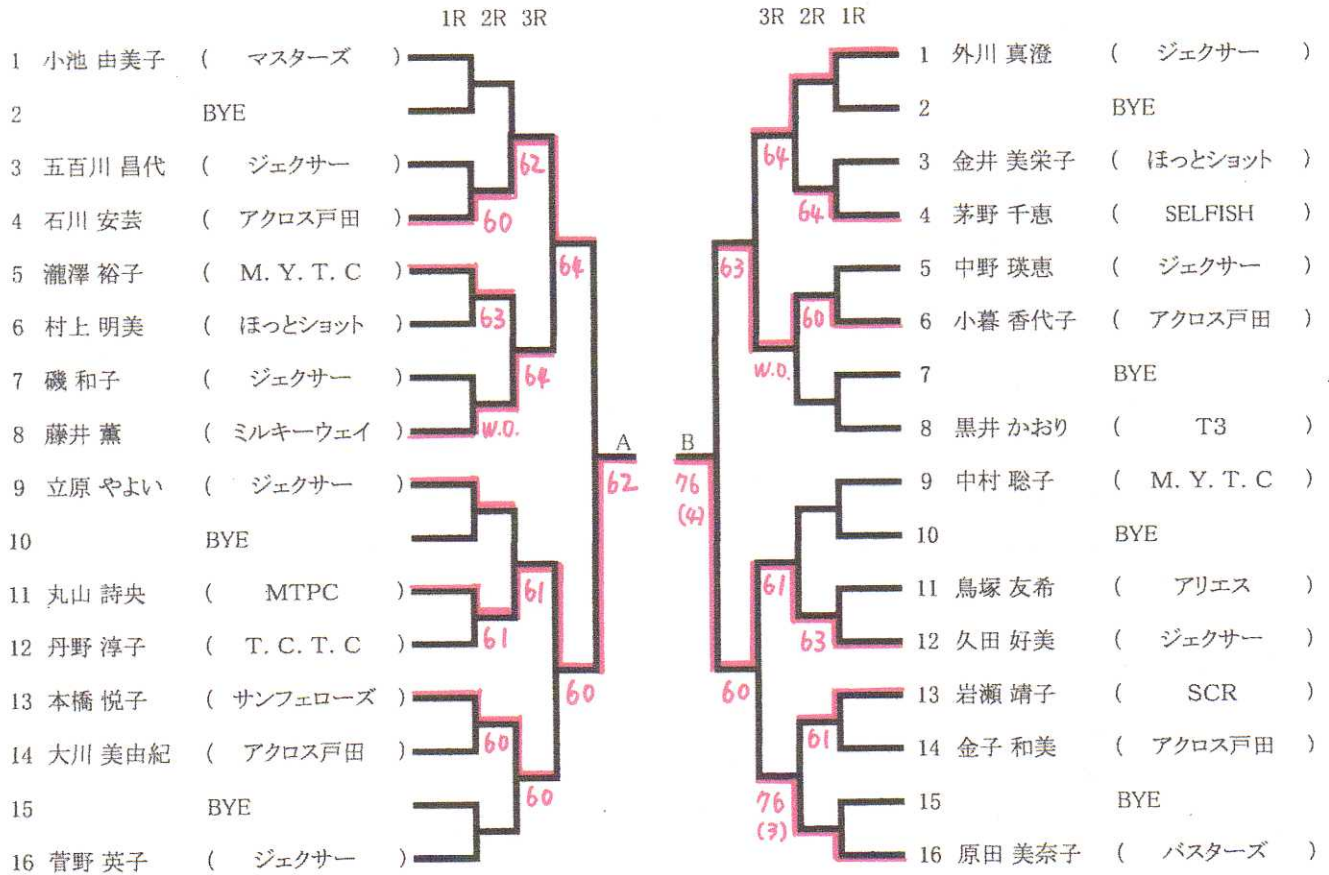 1R 2R 3R
1 小池 由美子 ( マスターズ )
2 BYE
3 五百川 昌代 ( ジェクサー )
4 石川 安芸 ( アクロス戸田 )
5 瀧澤 裕子 ( M. Y. T. C )
6 村上 明美 ( ほっとショット )
7 磯 和子 ( ジェクサー )
8 藤井 薫 ( ミルキーウェイ )
9 立原 やよい ( ジェクサー )
10 BYE
11 丸山 詩央 ( MTPC )
12 丹野 淳子 ( T. C. T. C )
13 本橋 悦子 ( サンフェローズ )
14 大川 美由紀 ( アクロス戸田 )
15 BYE
16 菅野 英子 ( ジェクサー )
60
63
W.O.
61
60
62
64
61
60
64
60
A
62
3R 2R 1R
1 外川 真澄 ( ジェクサー )
2 BYE
3 金井 美栄子 ( ほっとショット )
4 茅野 千恵 ( SELFISH )
5 中野 瑛恵 ( ジェクサー )
6 小暮 香代子 ( アクロス戸田 )
7 BYE
8 黒井 かおり ( T3 )
9 中村 聡子 ( M. Y. T. C )
10 BYE
11 鳥塚 友希 ( アリエス )
12 久田 好美 ( ジェクサー )
13 岩瀬 靖子 ( SCR )
14 金子 和美 ( アクロス戸田 )
15 BYE
16 原田 美奈子 ( バスターズ )
64
60
63
61
64
W.O.
61
76
(3)
63
60
B
76
(4)